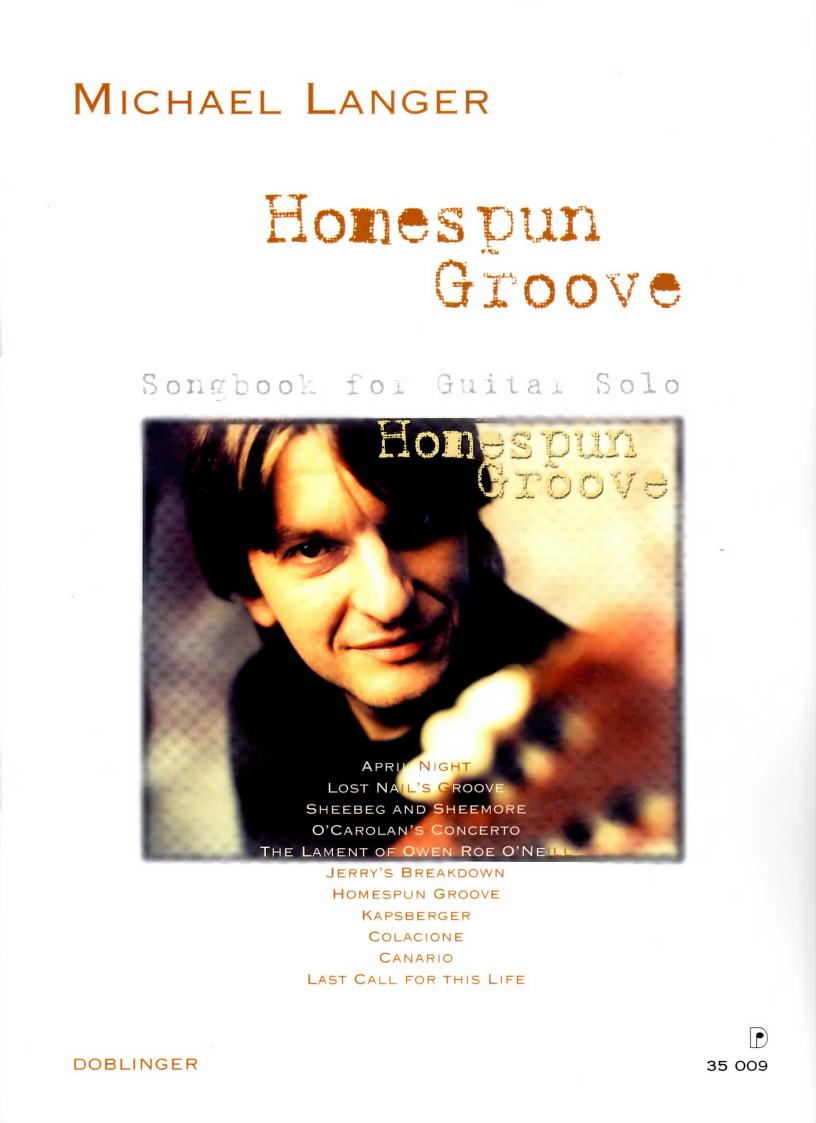 MICHAEL LANGER
Homespun
Groove
Songbook for Guitar Solo
Homespun
Groove
APRIL NIGHT
LOST NAIL'S GROOVE
SHEEBEG AND SHEEMORE
O'CAROLAN'S CONCERTO
THE LAMENT OF OWEN ROE O'NEILL
JERRY'S BREAKDOWN
HOMESPUN GROOVE
KAPSBERGER
COLACIONE
CANARIO
LAST CALL FOR THIS LIFE
D
DOBLINGER
35 009